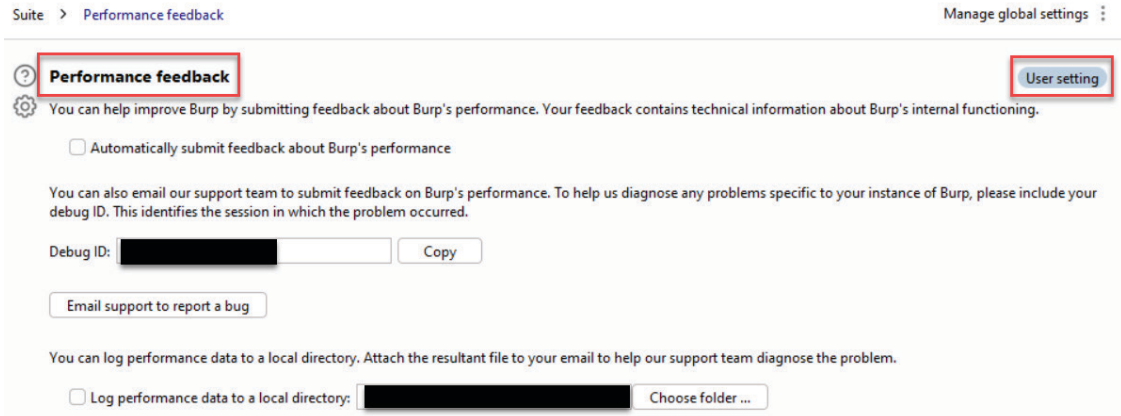 Suite > Performance feedback
Manage global settings
Performance feedback
User setting
You can help improve Burp by submitting feedback about Burp's performance. Your feedback contains technical information about Burp's internal functioning.
Automatically submit feedback about Burp's performance
You can also email our support team to submit feedback on Burp's performance. To help us diagnose any problems specific to your instance of Burp, please include your
debug ID. This identifies the session in which the problem occurred.
Debug ID:
Copy
Email support to report a bug
You can log performance data to a local directory. Attach the resultant file to your email to help our support team diagnose the problem.
Log performance data to a local directory:
Choose folder ...